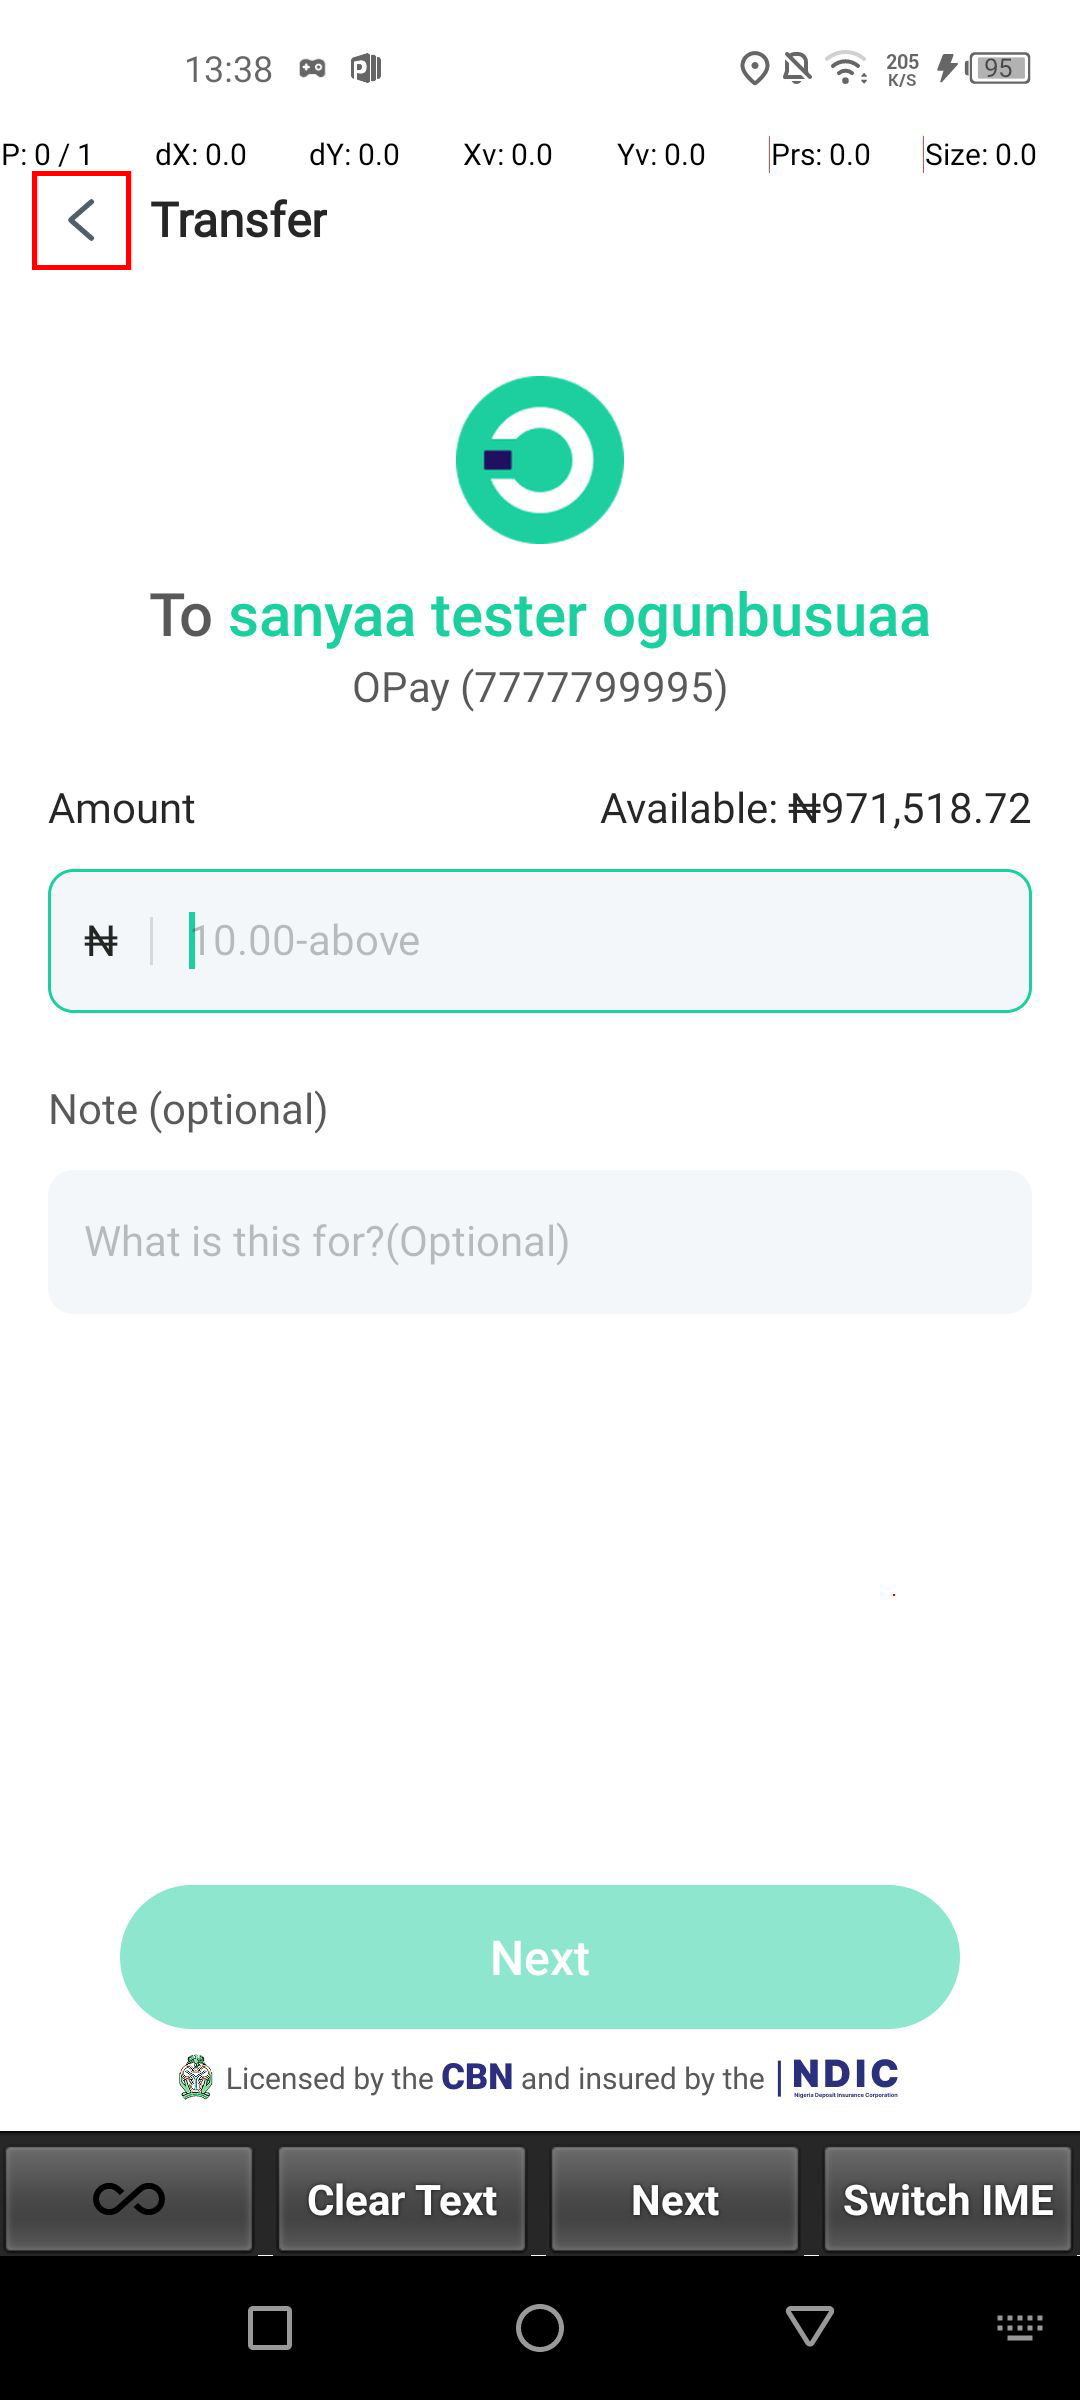 13:38
205
K/S
95
P: 0 / 1 dX: 0.0 dY: 0.0 Xv: 0.0 Yv: 0.0 Prs: 0.0 Size: 0.0
Transfer
To sanyaa tester ogunbusuaa
OPay (7777799995)
Amount Available: ₦971,518.72
₦ 10.00-above
Note (optional)
What is this for?(Optional)
Next
Licensed by the CBN and insured by the NDIC
Nigeria Deposit Insurance Corporation
Clear Text Next Switch IME